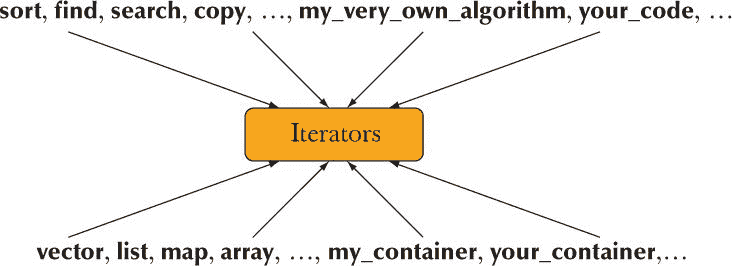 sort, find, search, copy, …, my_very_own_algorithm, your_code, …
Iterators
vector, list, map, array, …, my_container, your_container,…